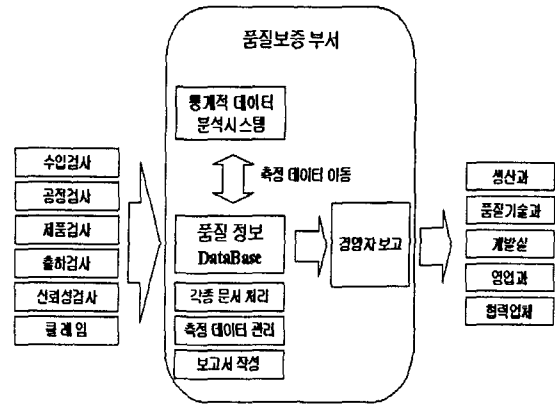 품질보증 부서
통계적 데이터
분석시스템
측정 데이터 이동
수입검사
공정검사
제품검사
출하검사
신뢰성검사
클레임
품질 정보
DataBase
각종 문서 처리
측정 데이터 관리
보고서 작성
경영자 보고
생산과
품질기술과
개발실
영업과
협력업체